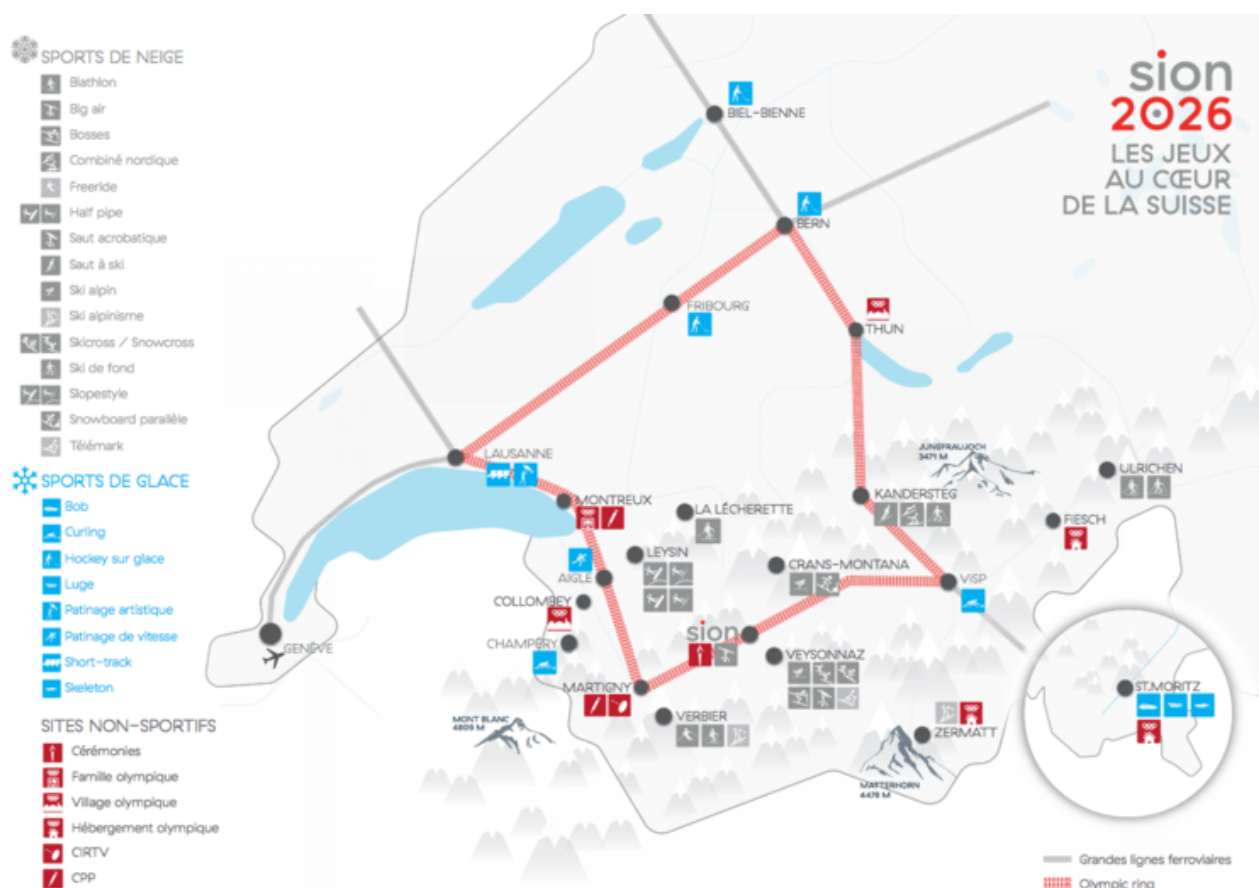 SPORTS DE NEIGE
Biathlon
Big air
Bosses
Combiné nordique
Freeride
Half pipe
Saut acrobatique
Saut à ski
Ski alpin
Ski alpinisme
Skicross / Snowcross
Ski de fond
Slopestyle
Snowboard parallèle
Télémark
SPORTS DE GLACE
Bob
Curling
Hockey sur glace
Luge
Patinage artistique
Patinage de vitesse
Short-track
Skeleton
SITES NON-SPORTIFS
Cérémonies
Famille olympique
Village olympique
Hébergement olympique
CIRTV
CPP
sion
2026
LES JEUX
AU CŒUR
DE LA SUISSE
BIEL-BIENNE
BERN
FRIBOURG
THUN
LAUSANNE
MONTREUX
LA LÉCHERETTE
KANDERSTEG
JUNGFRAUJOCH
3471 M
ULRICHEN
FIESCH
LEYSIN
AIGLE
CRANS-MONTANA
VISP
COLLOMBEY
CHAMPÉRY
GENÈVE
sion
VEYSONNAZ
MARTIGNY
VERBIER
MONT BLANC
4809 M
ZERMATT
MATTERHORN
4478 M
ST.MORITZ
Grandes lignes ferroviaires
Olympic ring